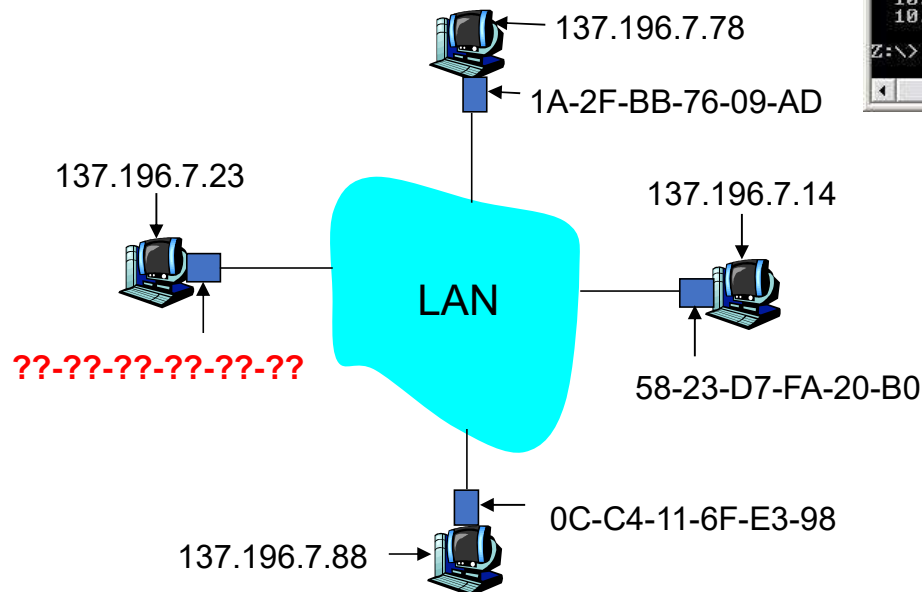 137.196.7.78
10
Z:\>
1A-2F-BB-76-09-AD
137.196.7.23
137.196.7.14
LAN
??-??-??-??-??-??
58-23-D7-FA-20-B0
0C-C4-11-6F-E3-98
137.196.7.88